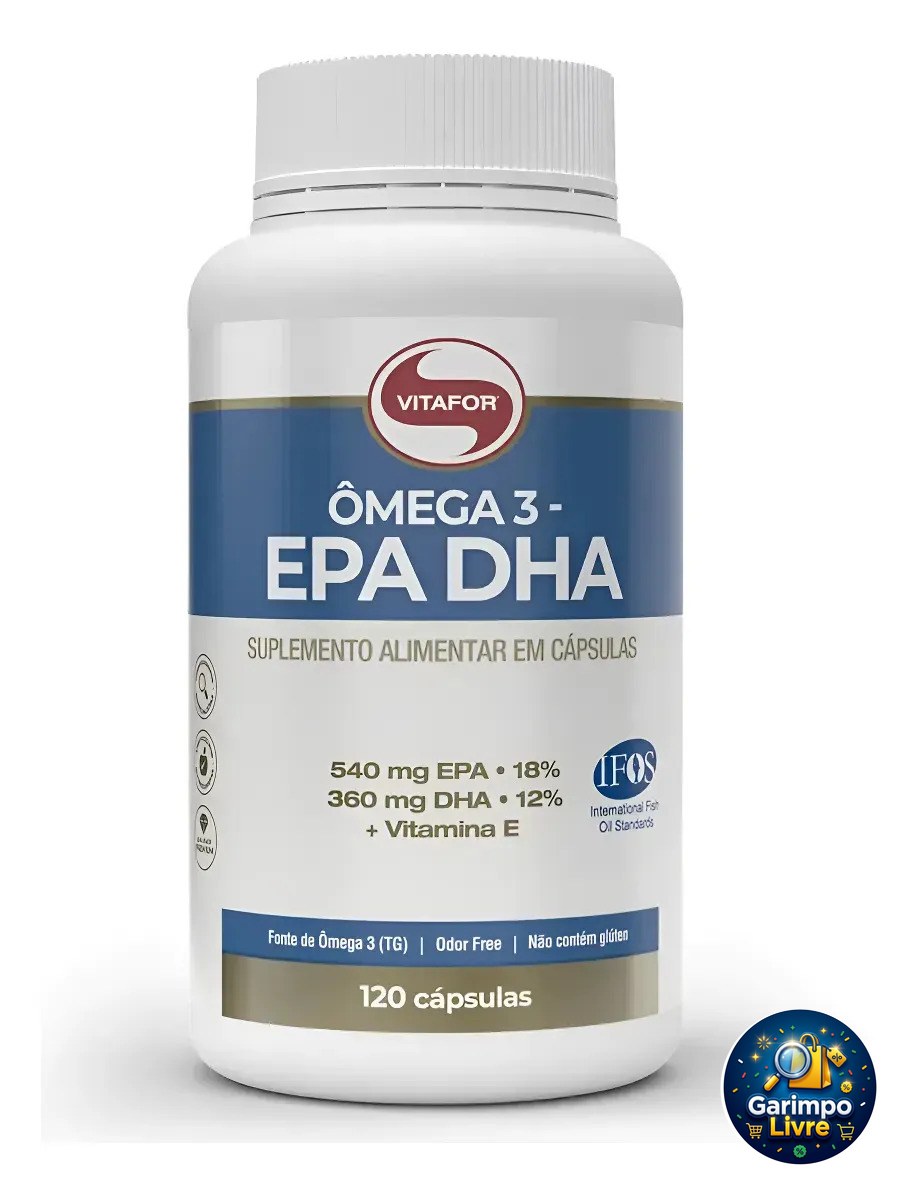 VITAFOR
ÔMEGA 3 -
EPA DHA
SUPLEMENTO ALIMENTAR EM CÁPSULAS
540 mg EPA • 18%
360 mg DHA • 12%
+ Vitamina E
IFOS
International Fish
Oil Standards
Fonte de Ômega 3 (TG) | Odor Free | Não contém glúten
120 cápsulas
Garimpo
Livre